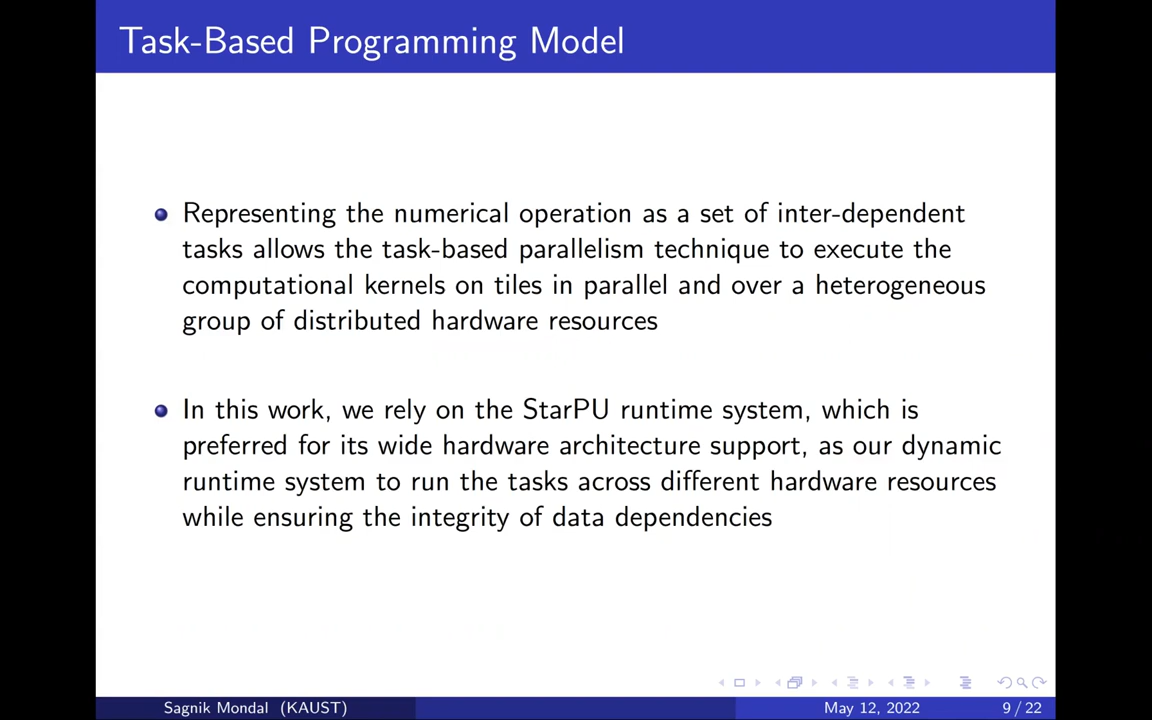 Task-Based Programming Model
Representing the numerical operation as a set of inter-dependent
tasks allows the task-based parallelism technique to execute the
computational kernels on tiles in parallel and over a heterogeneous
group of distributed hardware resources
In this work, we rely on the StarPU runtime system, which is
preferred for its wide hardware architecture support, as our dynamic
runtime system to run the tasks across different hardware resources
while ensuring the integrity of data dependencies
Sagnik Mondal (KAUST)
May 12, 2022
9 / 22